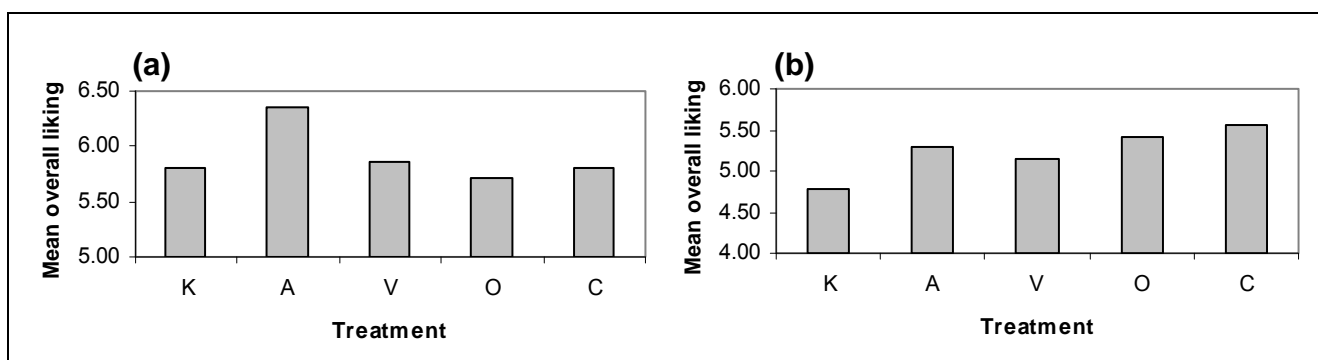 (a)
Mean overall liking
6.50
6.00
5.50
5.00
K A V O C
Treatment
(b)
Mean overall liking
6.00
5.50
5.00
4.50
4.00
K A V O C
Treatment